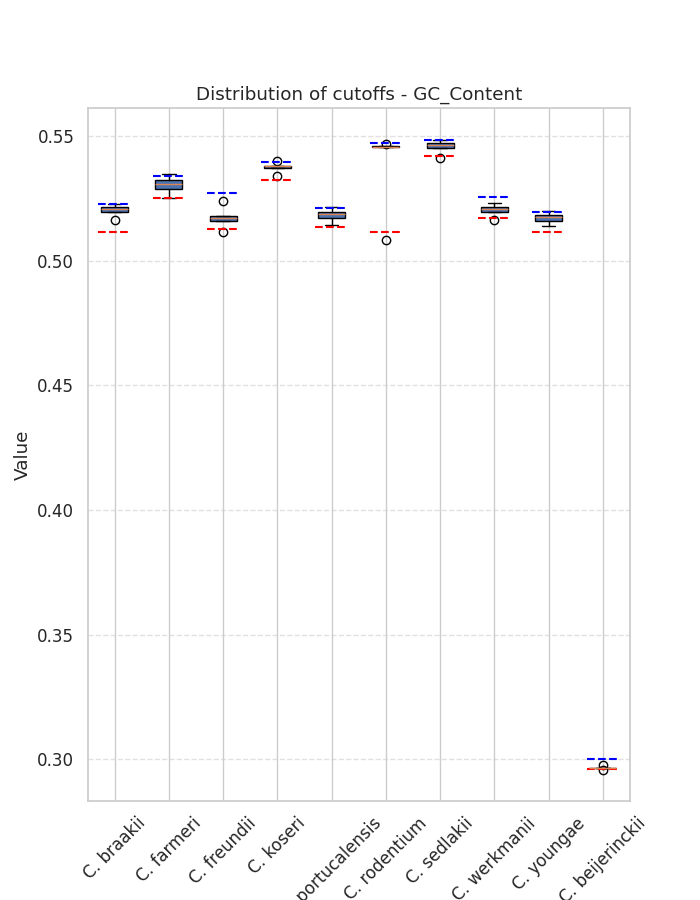 Distribution of cutoffs - GC_Content
Value
0.55
0.50
0.45
0.40
0.35
0.30
C. braakii
C. farmeri
C. freundii
C. koseri
portucalensis
C. rodentium
C. sedlakii
C. werkmanii
C. youngae
C. beijerinckii